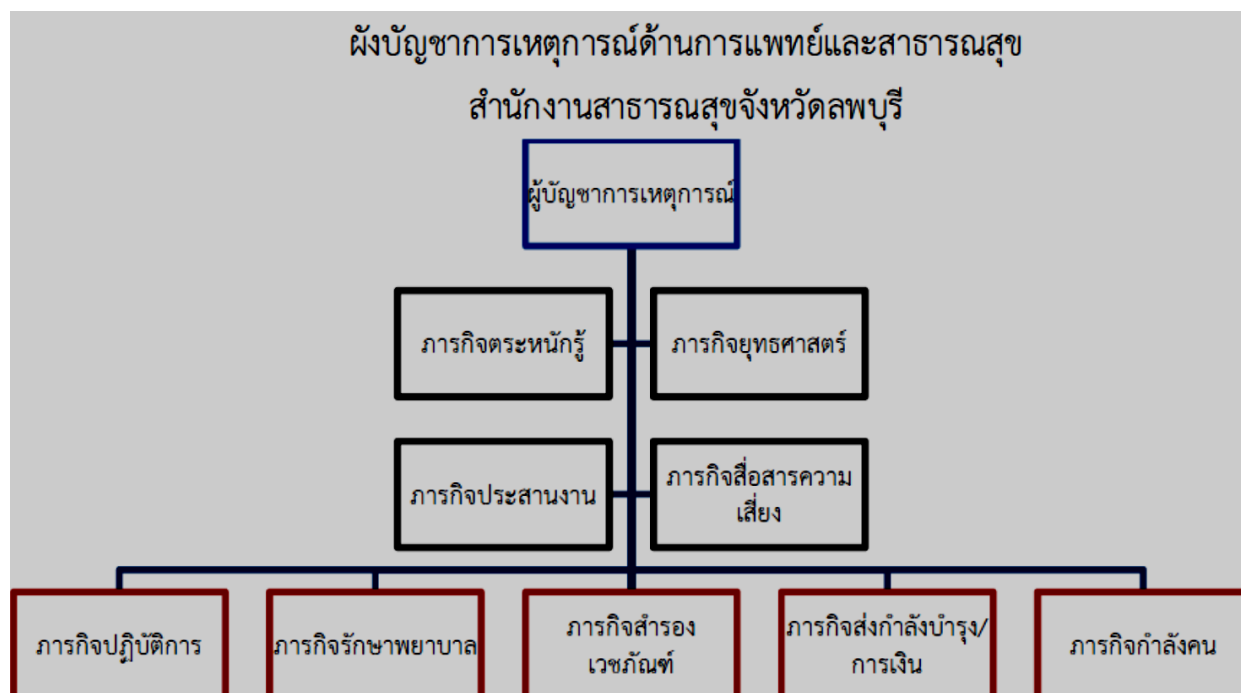 ผังบัญชาการเหตุการณ์ด้านการแพทย์และสาธารณสุข
สำนักงานสาธารณสุขจังหวัดลพบุรี
ผู้บัญชาการเหตุการณ์
ภารกิจตระหนักรู้
ภารกิจยุทธศาสตร์
ภารกิจประสานงาน
ภารกิจสื่อสารความ
เสี่ยง
ภารกิจปฏิบัติการ
ภารกิจรักษาพยาบาล
ภารกิจสำรอง
เวชภัณฑ์
ภารกิจส่งกำลังบำรุง/
การเงิน
ภารกิจกำลังคน